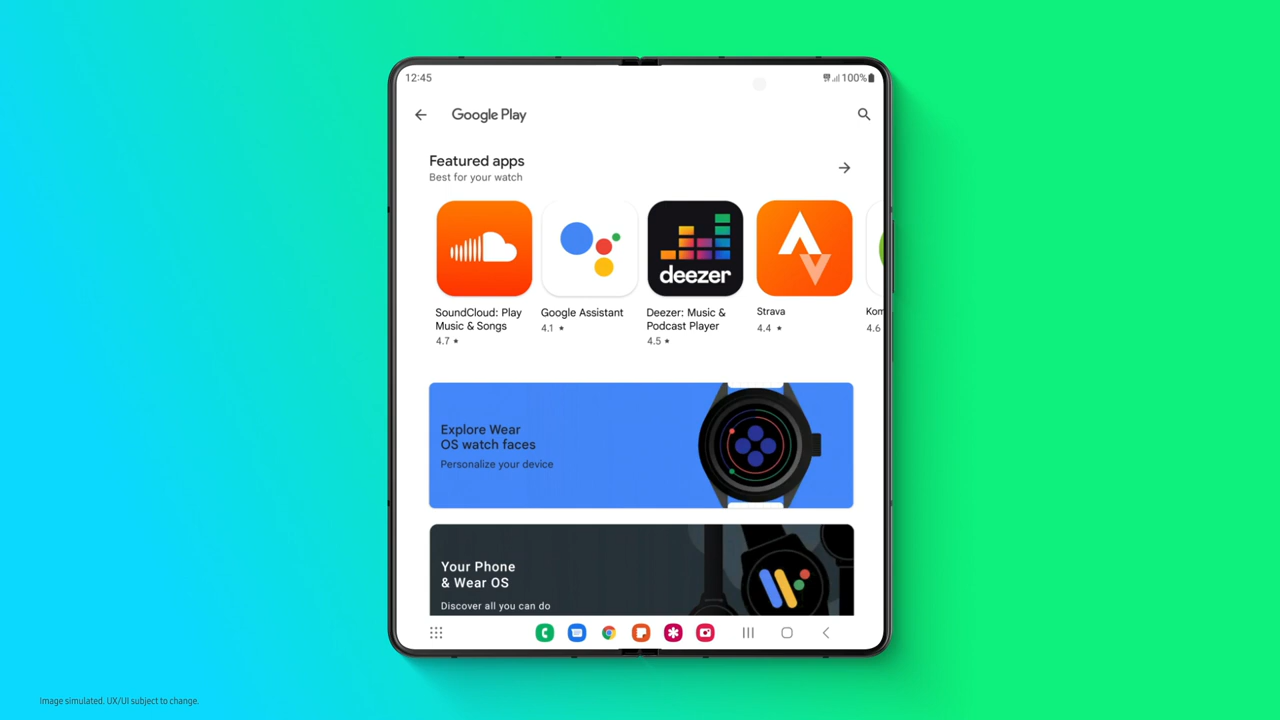 12:45
100%
Google Play
Featured apps
Best for your watch
deezer
SoundCloud: Play
Music & Songs
4.7 ★
Google Assistant
4.1 ★
Deezer: Music &
Podcast Player
4.5 ★
Strava
4.4 ★
Kom
4.6
Explore Wear
OS watch faces
Personalize your device
Your Phone
& Wear OS
Discover all you can do
Image simulated. UX/UI subject to change.